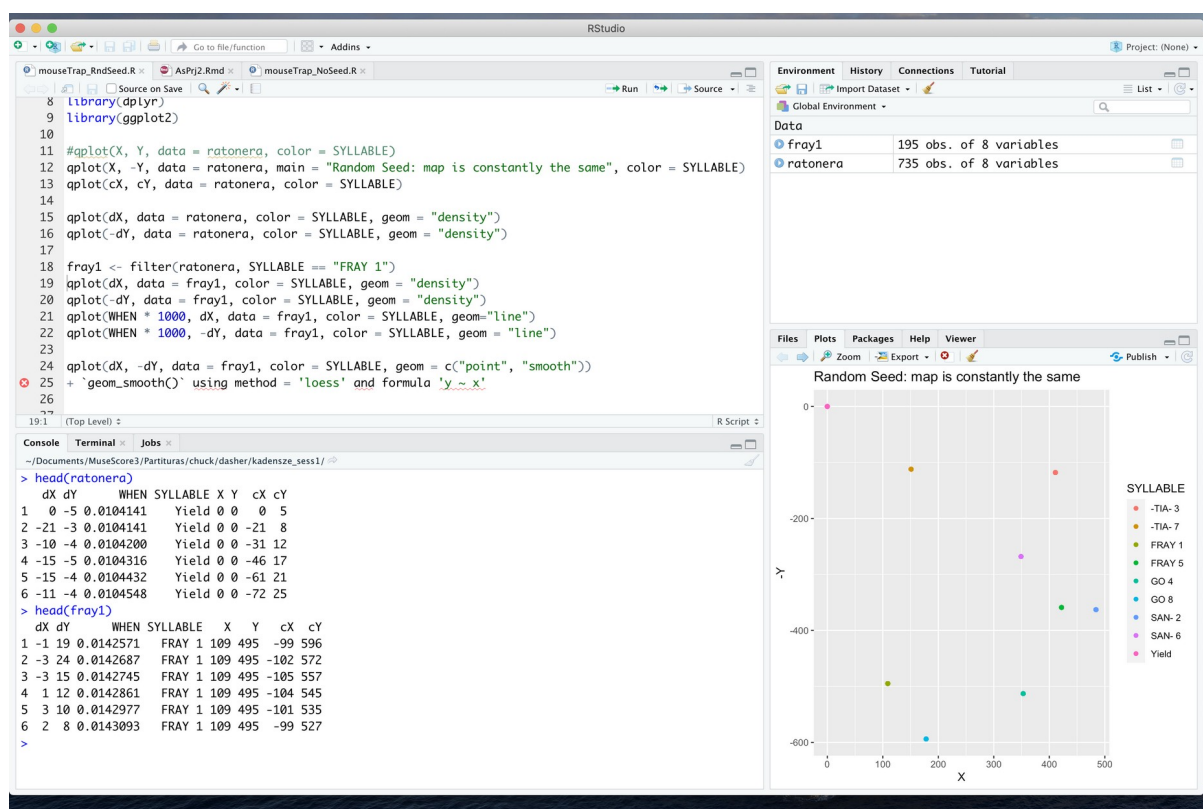 RStudio
Go to file/function Addins
Project: (None)
mouseTrap_RndSeed.R AsPrj2.Rmd mouseTrap_NoSeed.R
Source on Save Run Source
8 library(dplyr)
9 library(ggplot2)
10
11 #qplot(X, Y, data = ratonera, color = SYLLABLE)
12 qplot(X, -Y, data = ratonera, main = "Random Seed: map is constantly the same", color = SYLLABLE)
13 qplot(cX, cY, data = ratonera, color = SYLLABLE)
14
15 qplot(dX, data = ratonera, color = SYLLABLE, geom = "density")
16 qplot(-dY, data = ratonera, color = SYLLABLE, geom = "density")
17
18 fray1 <- filter(ratonera, SYLLABLE == "FRAY 1")
19 qplot(dX, data = fray1, color = SYLLABLE, geom = "density")
20 qplot(-dY, data = fray1, color = SYLLABLE, geom = "density")
21 qplot(WHEN * 1000, dX, data = fray1, color = SYLLABLE, geom="line")
22 qplot(WHEN * 1000, -dY, data = fray1, color = SYLLABLE, geom = "line")
23
24 qplot(dX, -dY, data = fray1, color = SYLLABLE, geom = c("point", "smooth"))
25 + `geom_smooth()` using method = 'loess' and formula 'y ~ x'
26
27
19:1 (Top Level) R Script
Console Terminal Jobs
~/Documents/MuseScore3/Partituras/chuck/dasher/kadensze_sess1/
> head(ratonera)
dX dY WHEN SYLLABLE X Y cX cY
1 0 -5 0.0104141 Yield 0 0 0 5
2 -21 -3 0.0104141 Yield 0 0 -21 8
3 -10 -4 0.0104200 Yield 0 0 -31 12
4 -15 -5 0.0104316 Yield 0 0 -46 17
5 -15 -4 0.0104432 Yield 0 0 -61 21
6 -11 -4 0.0104548 Yield 0 0 -72 25
> head(fray1)
dX dY WHEN SYLLABLE X Y cX cY
1 -1 19 0.0142571 FRAY 1 109 495 -99 596
2 -3 24 0.0142687 FRAY 1 109 495 -102 572
3 -3 15 0.0142745 FRAY 1 109 495 -105 557
4 1 12 0.0142861 FRAY 1 109 495 -104 545
5 3 10 0.0142977 FRAY 1 109 495 -101 535
6 2 8 0.0143093 FRAY 1 109 495 -99 527
>
Environment History Connections Tutorial
Import Dataset List
Global Environment
Data
fray1 195 obs. of 8 variables
ratonera 735 obs. of 8 variables
Files Plots Packages Help Viewer
Zoom Export Publish
Random Seed: map is constantly the same
0
-200
-400
-600
-Y
0 100 200 300 400 500
X
SYLLABLE
-TIA- 3
-TIA- 7
FRAY 1
FRAY 5
GO 4
GO 8
SAN- 2
SAN- 6
Yield